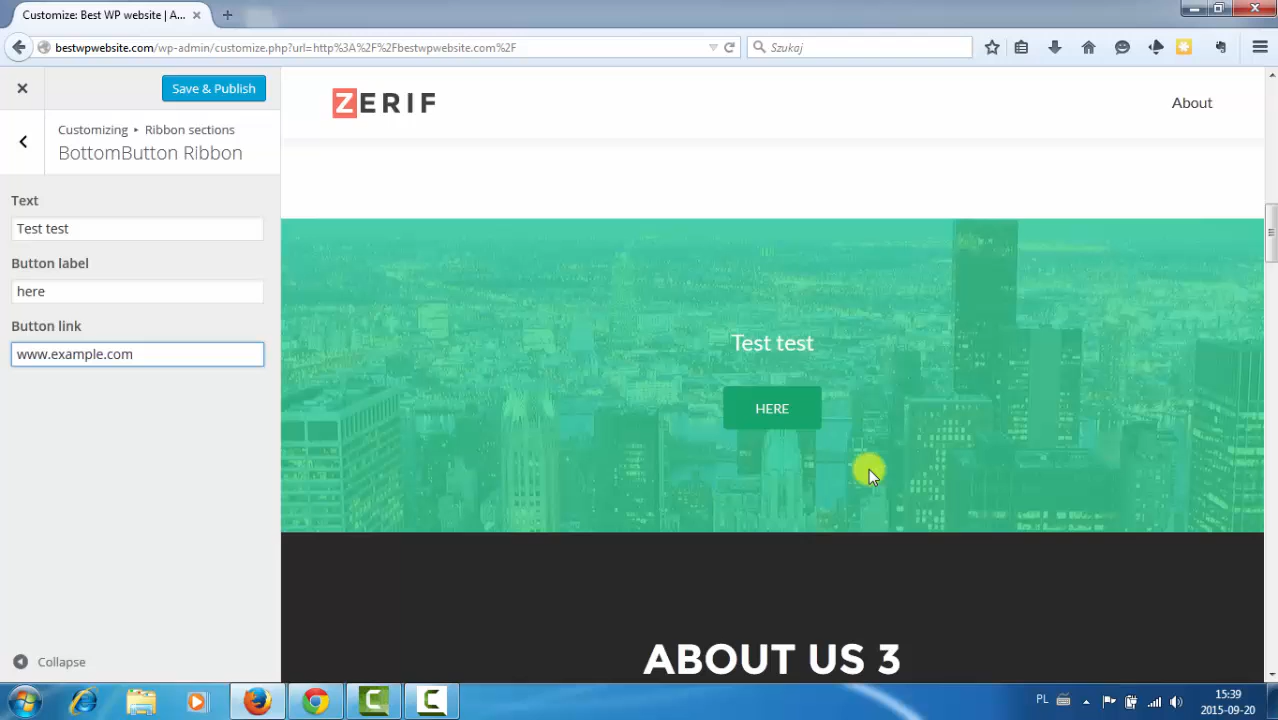 Customize: Best WP website | A...
bestwpwebsite.com/wp-admin/customize.php?url=http%3A%2F%2Fbestwpwebsite.com%2F
Szukaj
Save & Publish
Customizing ▸ Ribbon sections
BottomButton Ribbon
Text
Test test
Button label
here
Button link
www.example.com
Collapse
ZERIF
About
Test test
HERE
ABOUT US 3
PL
15:39
2015-09-20